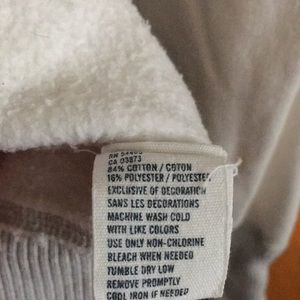 CA 03873
84% COTTON / COTON
16% POLYESTER / POLYESTER
EXCLUSIVE OF DECORATION
SANS LES DECORATIONS
MACHINE WASH COLD
WITH LIKE COLORS
USE ONLY NON-CHLORINE
BLEACH WHEN NEEDED
TUMBLE DRY LOW
REMOVE PROMPTLY
COOL IRON IF NEEDED